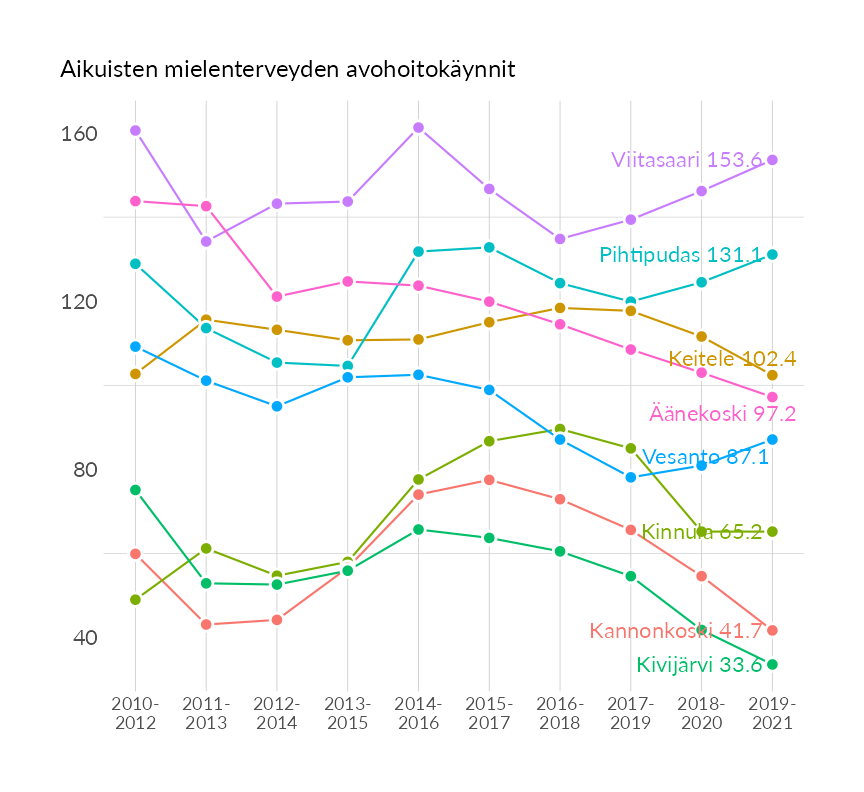 Aikuisten mielenterveyden avohoitokäynnit
160
120
80
40
Viitasaari 153.6
Pihtipudas 131.1
Keitele 102.4
Äänekoski 97.2
Vesanto 87.1
Kinnula 65.2
Kannonkoski 41.7
Kivijärvi 33.6
2010- 2011- 2012- 2013- 2014- 2015- 2016- 2017- 2018- 2019-
2012 2013 2014 2015 2016 2017 2018 2019 2020 2021